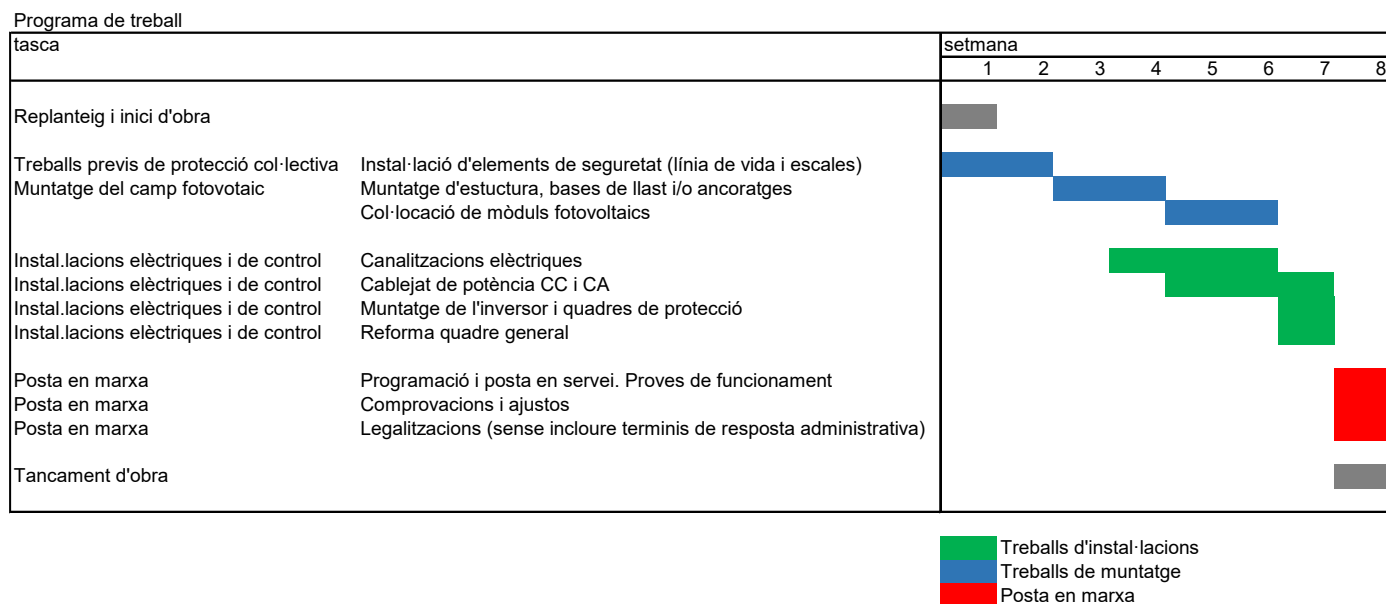 Programa de treball
tasca setmana
1 2 3 4 5 6 7 8
Replanteig i inici d'obra
Treballs previs de protecció col·lectiva Instal·lació d'elements de seguretat (línia de vida i escales)
Muntatge del camp fotovotaic Muntatge d'estuctura, bases de llast i/o ancoratges
Col·locació de mòduls fotovoltaics
Instal.lacions elèctriques i de control Canalitzacions elèctriques
Instal.lacions elèctriques i de control Cablejat de potència CC i CA
Instal.lacions elèctriques i de control Muntatge de l'inversor i quadres de protecció
Instal.lacions elèctriques i de control Reforma quadre general
Posta en marxa Programació i posta en servei. Proves de funcionament
Posta en marxa Comprovacions i ajustos
Posta en marxa Legalitzacions (sense incloure terminis de resposta administrativa)
Tancament d'obra
Treballs d'instal·lacions
Treballs de muntatge
Posta en marxa